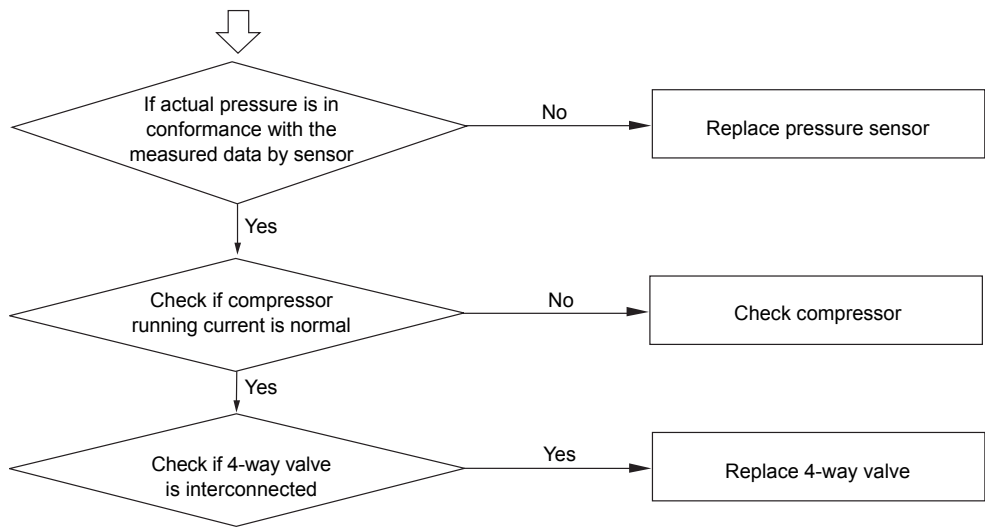 If actual pressure is in
conformance with the
measured data by sensor
No
Replace pressure sensor
Yes
Check if compressor
running current is normal
No
Check compressor
Yes
Check if 4-way valve
is interconnected
Yes
Replace 4-way valve